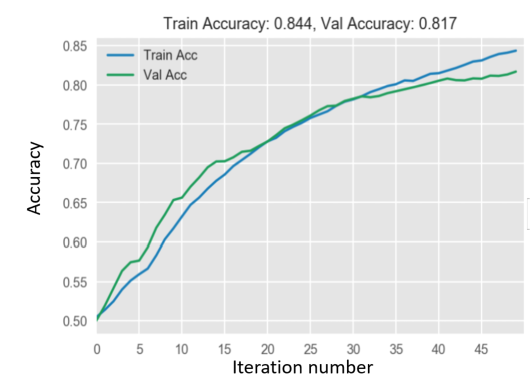 Train Accuracy: 0.844, Val Accuracy: 0.817
0.85
Train Acc
Val Acc
0.80
0.75
0.70
0.65
0.60
0.55
0.50
Accuracy
0 5 10 15 20 25 30 35 40 45
Iteration number